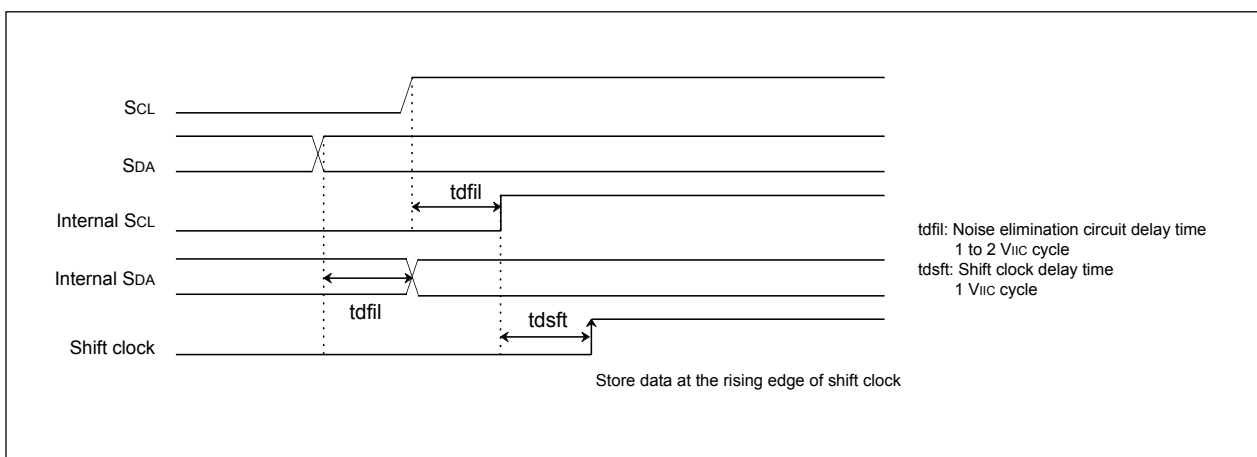 SCL
SDA
tdfil
Internal SCL
tdfil: Noise elimination circuit delay time
1 to 2 VIIC cycle
tdsft: Shift clock delay time
1 VIIC cycle
Internal SDA
tdfil
tdsft
Shift clock
Store data at the rising edge of shift clock